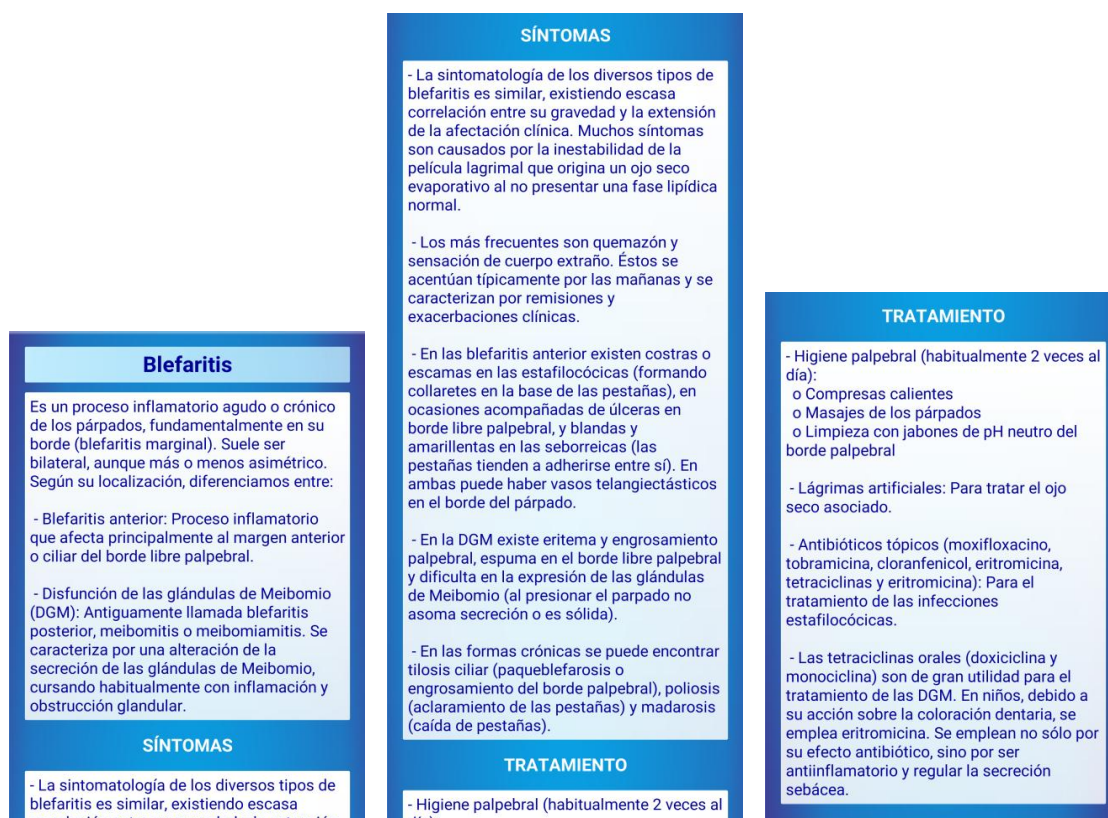 Blefaritis
Es un proceso inflamatorio agudo o crónico
de los párpados, fundamentalmente en su
borde (blefaritis marginal). Suele ser
bilateral, aunque más o menos asimétrico.
Según su localización, diferenciamos entre:
- Blefaritis anterior: Proceso inflamatorio
que afecta principalmente al margen anterior
o ciliar del borde libre palpebral.
- Disfunción de las glándulas de Meibomio
(DGM): Antiguamente llamada blefaritis
posterior, meibomitis o meibomiamitis. Se
caracteriza por una alteración de la
secreción de las glándulas de Meibomio,
cursando habitualmente con inflamación y
obstrucción glandular.
SÍNTOMAS
- La sintomatología de los diversos tipos de
blefaritis es similar, existiendo escasa
SÍNTOMAS
- La sintomatología de los diversos tipos de
blefaritis es similar, existiendo escasa
correlación entre su gravedad y la extensión
de la afectación clínica. Muchos síntomas
son causados por la inestabilidad de la
película lagrimal que origina un ojo seco
evaporativo al no presentar una fase lipídica
normal.
- Los más frecuentes son quemazón y
sensación de cuerpo extraño. Éstos se
acentúan típicamente por las mañanas y se
caracterizan por remisiones y
exacerbaciones clínicas.
- En las blefaritis anterior existen costras o
escamas en las estafilocócicas (formando
collaretes en la base de las pestañas), en
ocasiones acompañadas de úlceras en
borde libre palpebral, y blandas y
amarillentas en las seborreicas (las
pestañas tienden a adherirse entre sí). En
ambas puede haber vasos telangiectásticos
en el borde del párpado.
- En la DGM existe eritema y engrosamiento
palpebral, espuma en el borde libre palpebral
y dificulta en la expresión de las glándulas
de Meibomio (al presionar el parpado no
asoma secreción o es sólida).
- En las formas crónicas se puede encontrar
tilosis ciliar (paqueblefarosis o
engrosamiento del borde palpebral), poliosis
(aclaramiento de las pestañas) y madarosis
(caída de pestañas).
TRATAMIENTO
- Higiene palpebral (habitualmente 2 veces al
TRATAMIENTO
- Higiene palpebral (habitualmente 2 veces al
día):
o Compresas calientes
o Masajes de los párpados
o Limpieza con jabones de pH neutro del
borde palpebral
- Lágrimas artificiales: Para tratar el ojo
seco asociado.
- Antibióticos tópicos (moxifloxacino,
tobramicina, cloranfenicol, eritromicina,
tetraciclinas y eritromicina): Para el
tratamiento de las infecciones
estafilocócicas.
- Las tetraciclinas orales (doxiciclina y
monociclina) son de gran utilidad para el
tratamiento de las DGM. En niños, debido a
su acción sobre la coloración dentaria, se
emplea eritromicina. Se emplean no sólo por
su efecto antibiótico, sino por ser
antiinflamatorio y regular la secreción
sebácea.